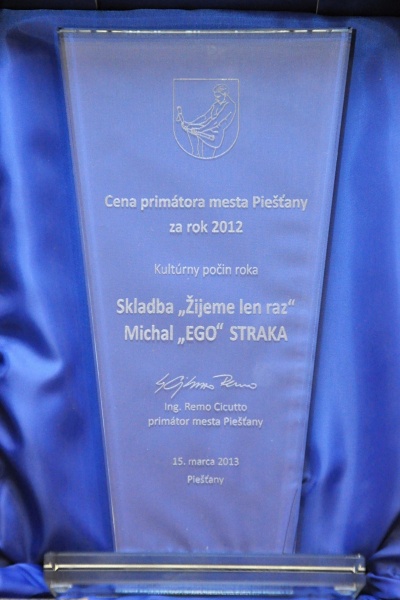 Cena primátora mesta Piešťany
za rok 2012
Kultúrny počin roka
Skladba „Žijeme len raz“
Michal „EGO“ STRAKA
Ing. Remo Cicutto
primátor mesta Piešťany
15. marca 2013
Piešťany